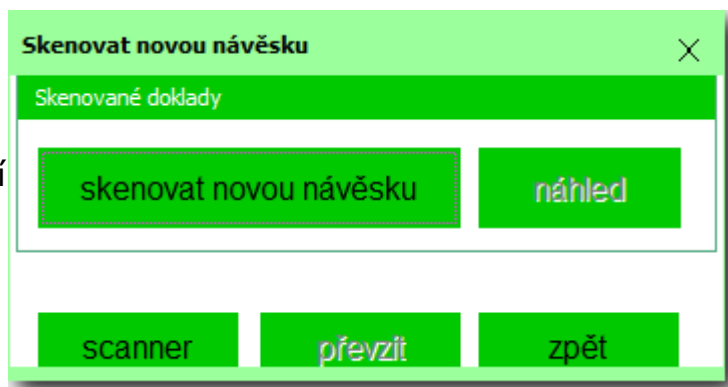 Skenovat novou návěsku
Skenované doklady
í
skenovat novou návěsku náhled
scanner převzít zpět